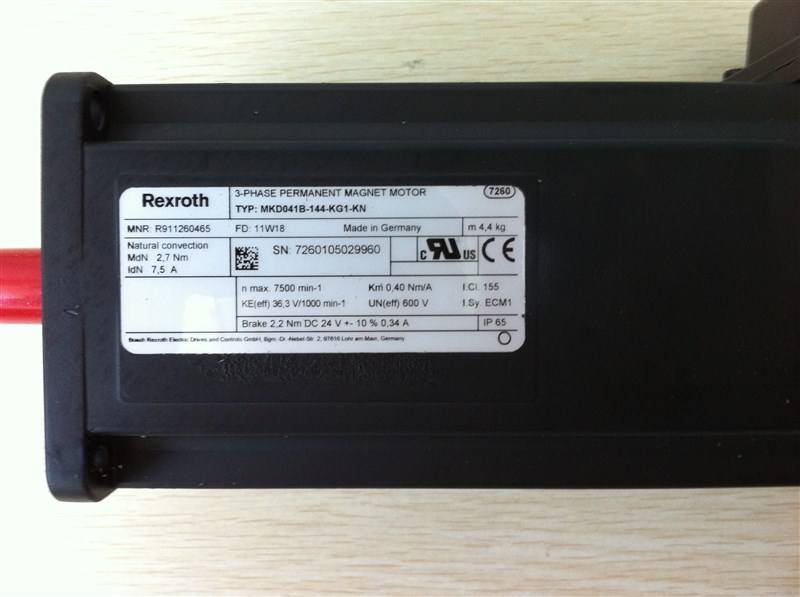 Rexroth
3-PHASE PERMANENT MAGNET MOTOR
7260
TYP: MKD041B-144-KG1-KN
MNR: R911260465
FD: 11W18
Made in Germany
m 4,4 kg
Natural convection
MdN 2,7 Nm
IdN 7,5 A
SN: 7260105029960
c RU US
CE
n max. 7500 min-1
Km 0,40 Nm/A
I.Cl. 155
KE(eff) 36,3 V/1000 min-1
UN(eff) 600 V
I.Sy. ECM1
Brake 2,2 Nm DC 24 V +- 10 % 0,34 A
IP 65
Bosch Rexroth Electric Drives and Controls GmbH, Bgm.-Dr.-Nebel-Str. 2, 97816 Lohr am Main, Germany